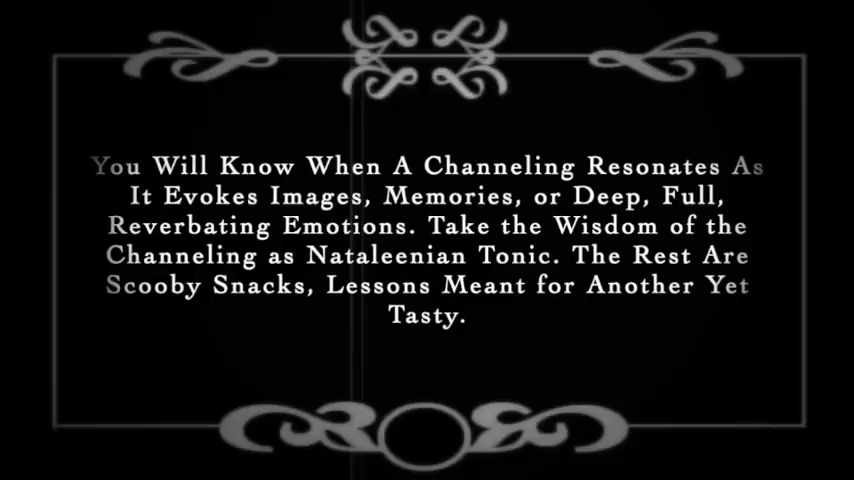 You Will Know When A Channeling Resonates As
It Evokes Images, Memories, or Deep, Full,
Reverbating Emotions. Take the Wisdom of the
Channeling as Nataleenian Tonic. The Rest Are
Scooby Snacks, Lessons Meant for Another Yet
Tasty.